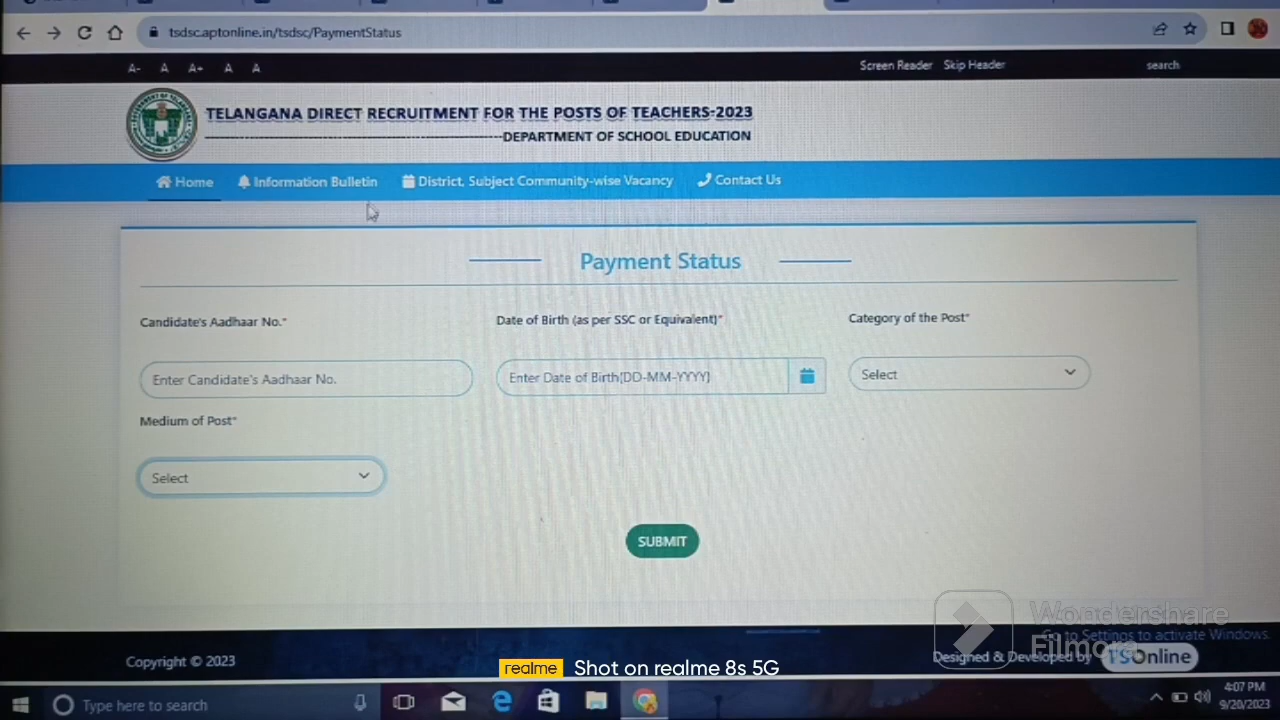 tsdsc.aptonline.in/tsdsc/PaymentStatus
A- A A+ A A
Screen Reader Skip Header search
TELANGANA DIRECT RECRUITMENT FOR THE POSTS OF TEACHERS-2023
DEPARTMENT OF SCHOOL EDUCATION
Home Information Bulletin District, Subject Community-wise Vacancy Contact Us
Payment Status
Candidate's Aadhaar No.* Date of Birth (as per SSC or Equivalent)* Category of the Post*
Enter Candidate's Aadhaar No. Enter Date of Birth[DD-MM-YYYY] Select
Medium of Post*
Select
SUBMIT
Wondershare
Filmora
to Settings to activate Windows.
Copyright © 2023
Designed & Developed by TSOnline
realme Shot on realme 8s 5G
Type here to search
4:07 PM
9/20/2023